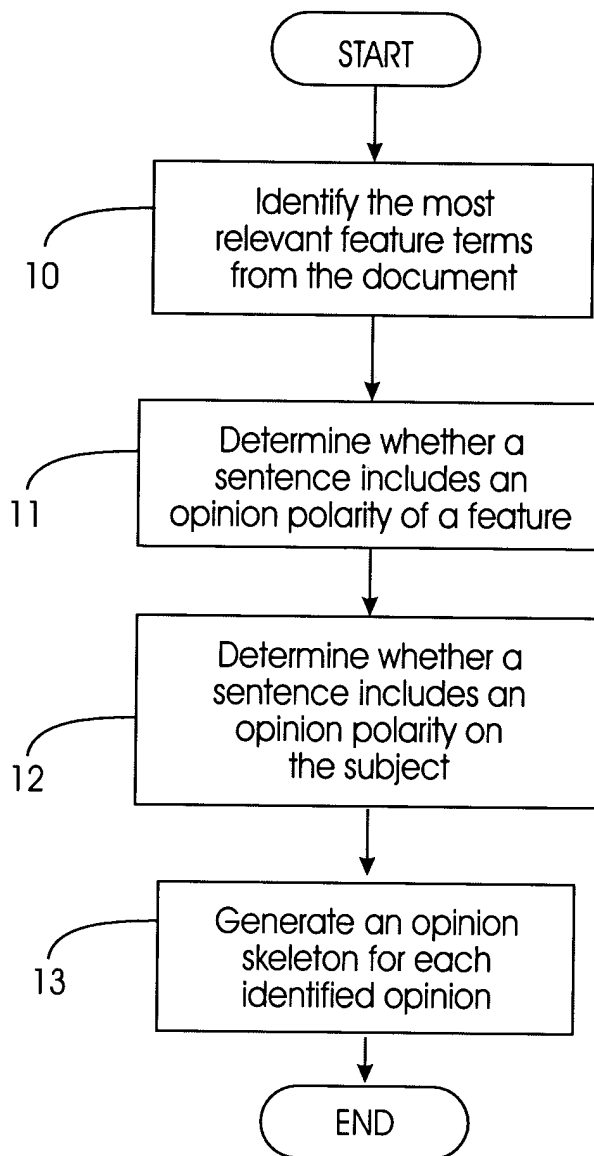 START
Identify the most
relevant feature terms
from the document
10
Determine whether a
sentence includes an
opinion polarity of a feature
11
Determine whether a
sentence includes an
opinion polarity on
the subject
12
Generate an opinion
skeleton for each
identified opinion
13
END